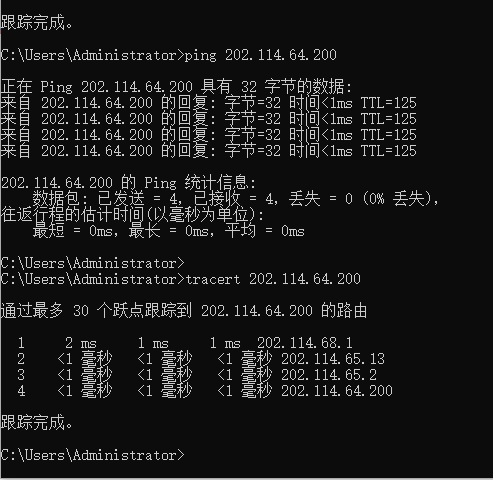 跟踪完成。
C:\Users\Administrator>ping 202.114.64.200
正在 Ping 202.114.64.200 具有 32 字节的数据:
来自 202.114.64.200 的回复: 字节=32 时间<1ms TTL=125
来自 202.114.64.200 的回复: 字节=32 时间<1ms TTL=125
来自 202.114.64.200 的回复: 字节=32 时间<1ms TTL=125
来自 202.114.64.200 的回复: 字节=32 时间<1ms TTL=125
202.114.64.200 的 Ping 统计信息:
数据包: 已发送 = 4，已接收 = 4，丢失 = 0 (0% 丢失)，
往返行程的估计时间(以毫秒为单位):
最短 = 0ms，最长 = 0ms，平均 = 0ms
C:\Users\Administrator>
C:\Users\Administrator>tracert 202.114.64.200
通过最多 30 个跃点跟踪到 202.114.64.200 的路由
1 2 ms 1 ms 1 ms 202.114.68.1
2 <1 毫秒 <1 毫秒 <1 毫秒 202.114.65.13
3 <1 毫秒 <1 毫秒 <1 毫秒 202.114.65.2
4 <1 毫秒 <1 毫秒 <1 毫秒 202.114.64.200
跟踪完成。
C:\Users\Administrator>